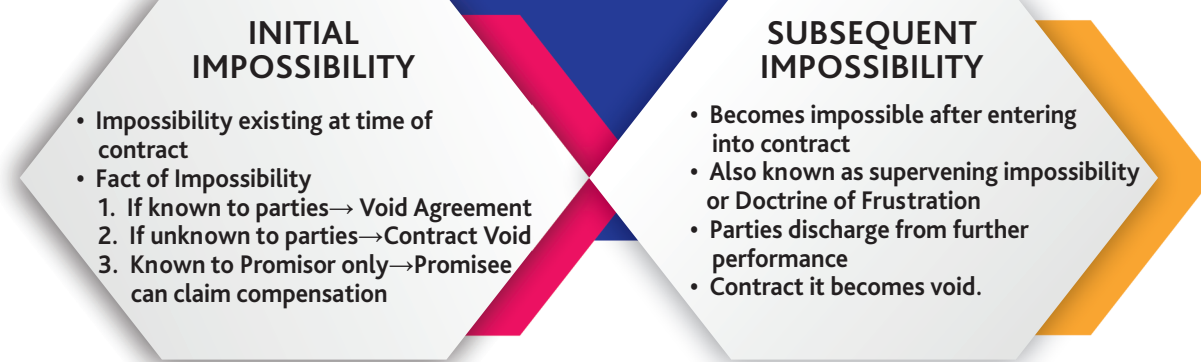 INITIAL
IMPOSSIBILITY
• Impossibility existing at time of
contract
• Fact of Impossibility
1. If known to parties→ Void Agreement
2. If unknown to parties→Contract Void
3. Known to Promisor only→Promisee
can claim compensation
SUBSEQUENT
IMPOSSIBILITY
• Becomes impossible after entering
into contract
• Also known as supervening impossibility
or Doctrine of Frustration
• Parties discharge from further
performance
• Contract it becomes void.